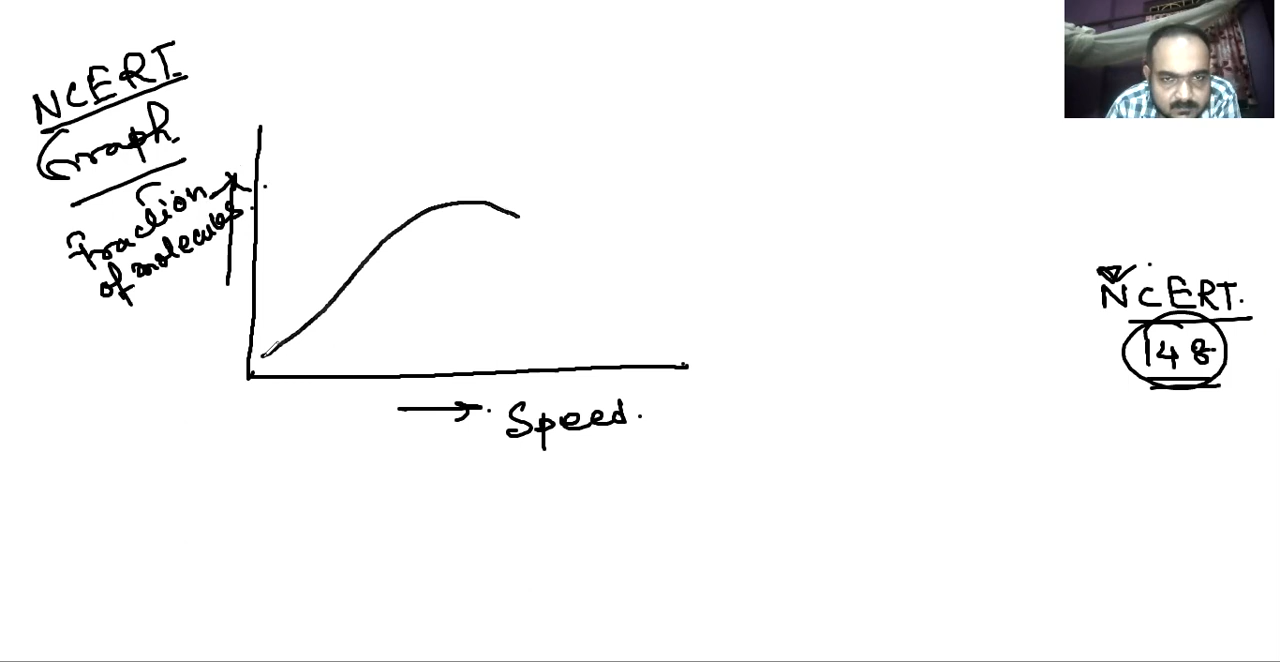 NCERT.
Graph.
Fraction
of molecules.
Speed.
NCERT.
148